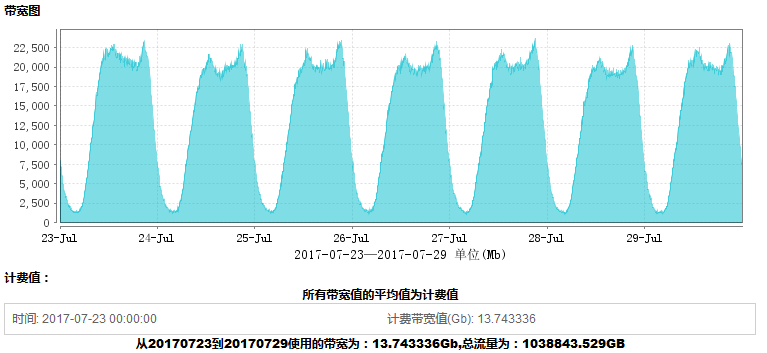 带宽图
22,500
20,000
17,500
15,000
12,500
10,000
7,500
5,000
2,500
0
23-Jul 24-Jul 25-Jul 26-Jul 27-Jul 28-Jul 29-Jul
2017-07-23—2017-07-29 单位(Mb)
计费值：
所有带宽值的平均值为计费值
时间: 2017-07-23 00:00:00 计费带宽值(Gb): 13.743336
从20170723到20170729使用的带宽为：13.743336Gb,总流量为：1038843.529GB